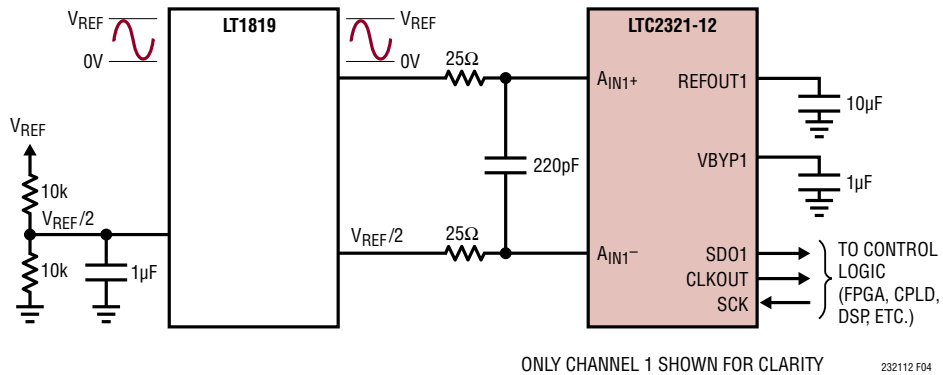 VREF
0V
LT1819
VREF
0V
LTC2321-12
25Ω
AIN1+
REFOUT1
10µF
VREF
10k
VREF/2
10k
1µF
220pF
VBYP1
1µF
VREF/2
25Ω
AIN1–
SDO1
CLKOUT
SCK
TO CONTROL
LOGIC
(FPGA, CPLD,
DSP, ETC.)
ONLY CHANNEL 1 SHOWN FOR CLARITY
232112 F04